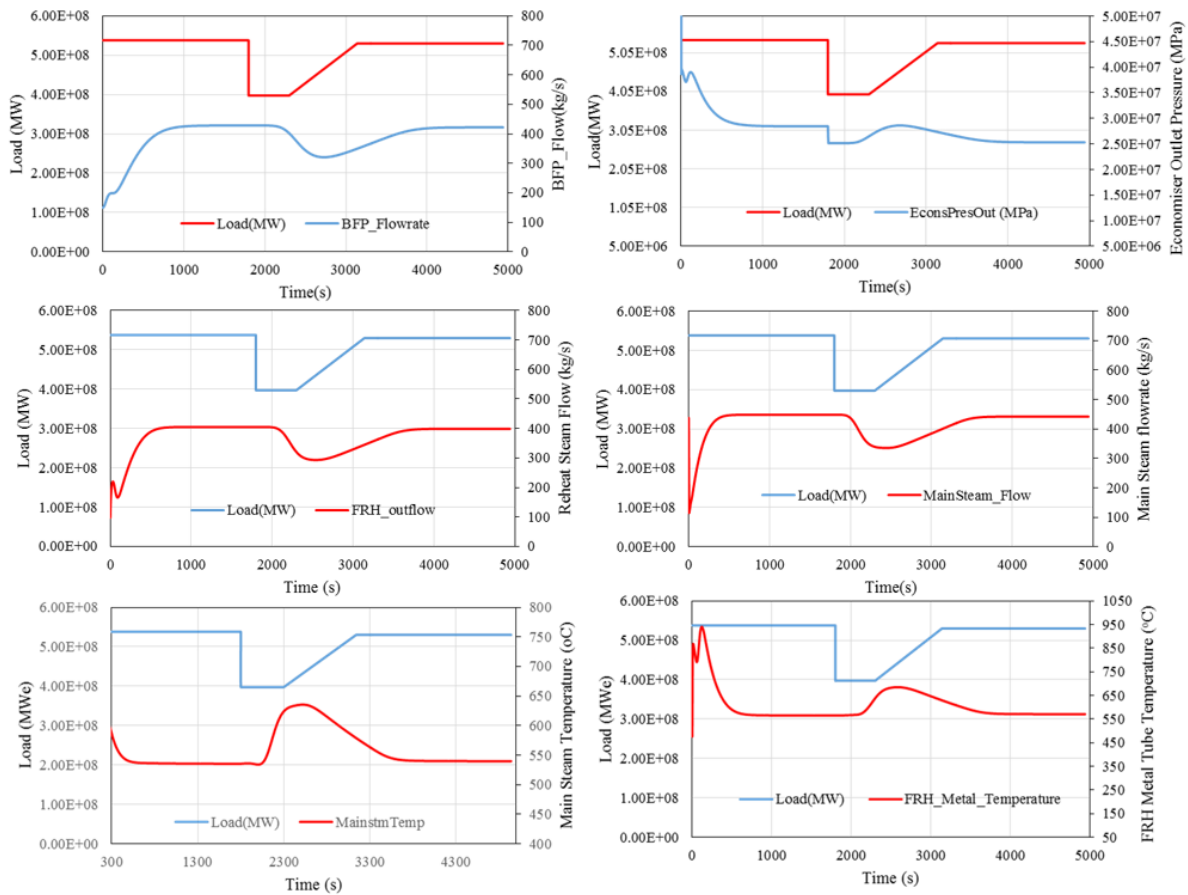 6.00E+08
5.00E+08
4.00E+08
3.00E+08
2.00E+08
1.00E+08
0.00E+00
Load (MW)
800
700
600
500
400
300
200
100
0
BFP_Flow(kg/s)
Load(MW)
BFP_Flowrate
0 1000 2000 3000 4000 5000
Time(s)
5.05E+08
4.05E+08
3.05E+08
2.05E+08
1.05E+08
5.00E+06
Load(MW)
5.00E+07
4.50E+07
4.00E+07
3.50E+07
3.00E+07
2.50E+07
2.00E+07
1.50E+07
1.00E+07
5.00E+06
Economiser Outlet Pressure (MPa)
Load(MW)
EconsPresOut (MPa)
0 1000 2000 3000 4000 5000
Time(s)
6.00E+08
5.00E+08
4.00E+08
3.00E+08
2.00E+08
1.00E+08
0.00E+00
Load (MW)
800
700
600
500
400
300
200
100
0
Reheat Steam Flow (kg/s)
Load(MW)
FRH_outflow
0 1000 2000 3000 4000 5000
Time (s)
6.00E+08
5.00E+08
4.00E+08
3.00E+08
2.00E+08
1.00E+08
0.00E+00
Load (MW)
800
700
600
500
400
300
200
100
0
Main Steam flowrate (kg/s)
Load(MW)
MainSteam_Flow
0 1000 2000 3000 4000 5000
Time(s)
6.00E+08
5.00E+08
4.00E+08
3.00E+08
2.00E+08
1.00E+08
0.00E+00
Load (MWe)
800
750
700
650
600
550
500
450
400
Main Steam Temperature (oC)
Load(MW)
MainstmTemp
300 1300 2300 3300 4300
Time (s)
6.00E+08
5.00E+08
4.00E+08
3.00E+08
2.00E+08
1.00E+08
0.00E+00
Load (MWe)
1050
950
850
750
650
550
450
350
250
150
50
FRH Metal Tube Temperature (°C)
Load(MW)
FRH_Metal_Temperature
0 1000 2000 3000 4000 5000
Time (s)